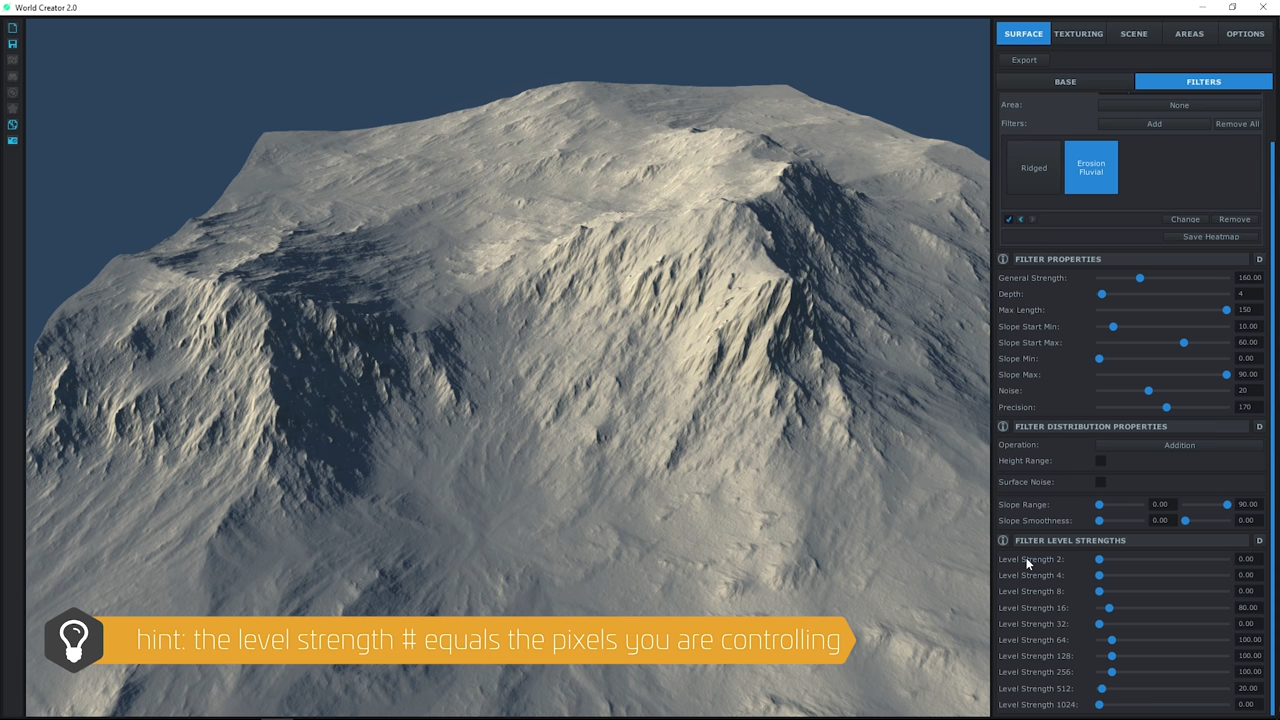 World Creator 2.0
SURFACE TEXTURING SCENE AREAS OPTIONS
Export
BASE FILTERS
Area: None
Filters: Add Remove All
Ridged
Erosion
Fluvial
Change Remove
Save Heatmap
FILTER PROPERTIES D
General Strength: 160.00
Depth: 4
Max Length: 150
Slope Start Min: 10.00
Slope Start Max: 60.00
Slope Min: 0.00
Slope Max: 90.00
Noise: 20
Precision: 170
FILTER DISTRIBUTION PROPERTIES D
Operation: Addition
Height Range:
Surface Noise:
Slope Range: 0.00 90.00
Slope Smoothness: 0.00 0.00
FILTER LEVEL STRENGTHS D
Level Strength 2: 0.00
Level Strength 4: 0.00
Level Strength 8: 0.00
Level Strength 16: 80.00
Level Strength 32: 0.00
Level Strength 64: 100.00
Level Strength 128: 100.00
Level Strength 256: 100.00
Level Strength 512: 20.00
Level Strength 1024: 0.00
hint: the level strength # equals the pixels you are controlling